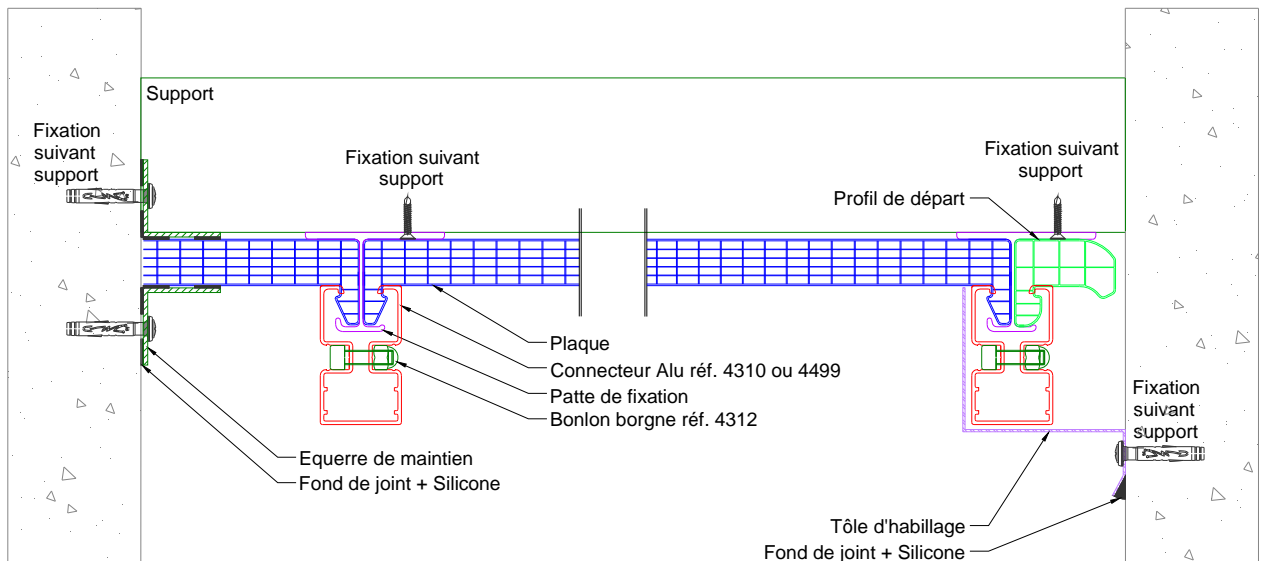 Support
Fixation
suivant
support
Fixation suivant
support
Fixation suivant
support
Profil de départ
Plaque
Connecteur Alu réf. 4310 ou 4499
Patte de fixation
Bonlon borgne réf. 4312
Equerre de maintien
Fond de joint + Silicone
Fixation
suivant
support
Tôle d'habillage
Fond de joint + Silicone